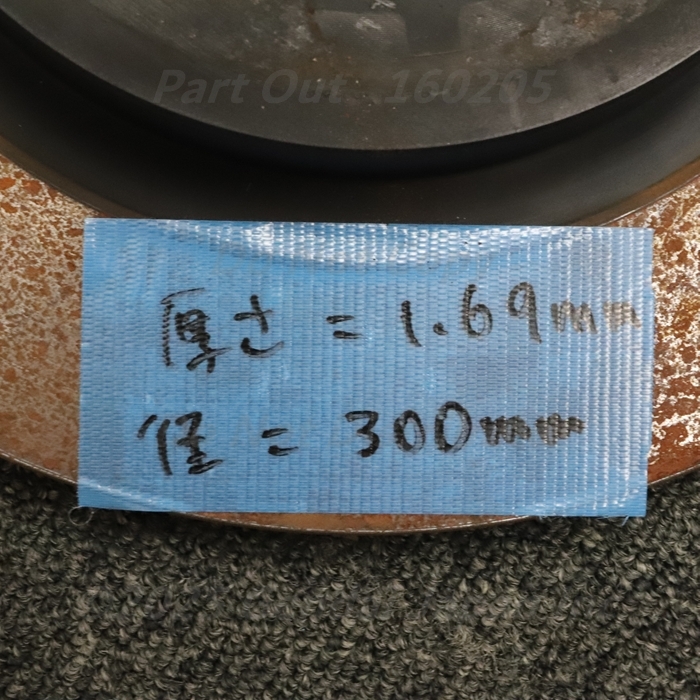 Part Out 160205
厚さ = 1.69mm
径 = 300mm